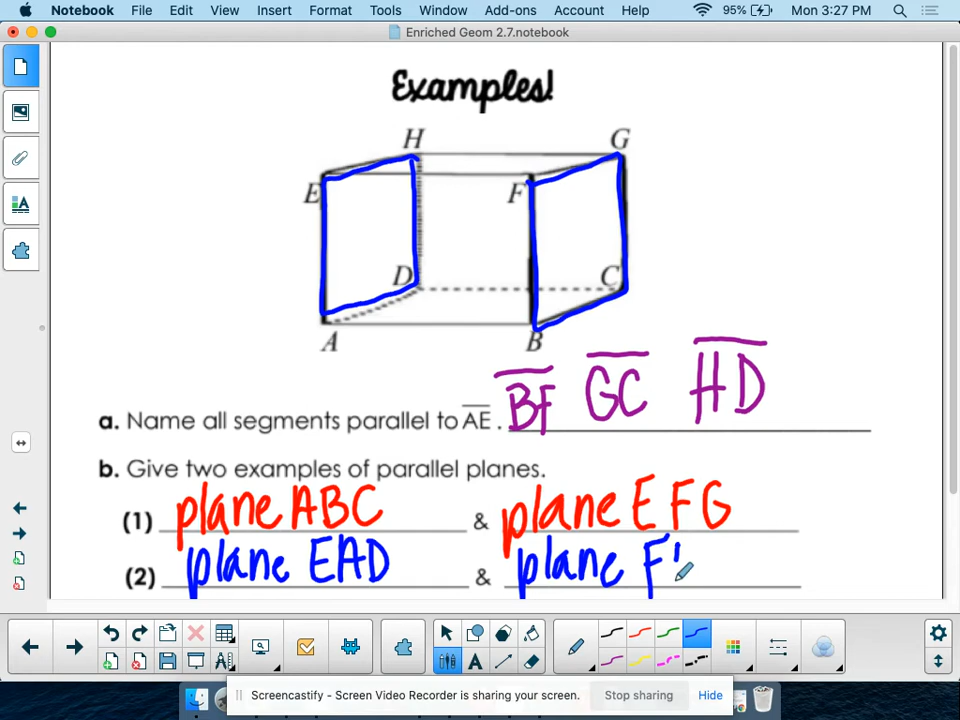 Notebook File Edit View Insert Format Tools Window Add-ons Account Help 95% Mon 3:27 PM
Enriched Geom 2.7.notebook
Examples!
H G
E F
D C
A B
BF GC HD
a. Name all segments parallel to AE.
b. Give two examples of parallel planes.
(1) plane ABC & plane EFG
(2) plane EAD & plane F
Screencastify - Screen Video Recorder is sharing your screen. Stop sharing Hide